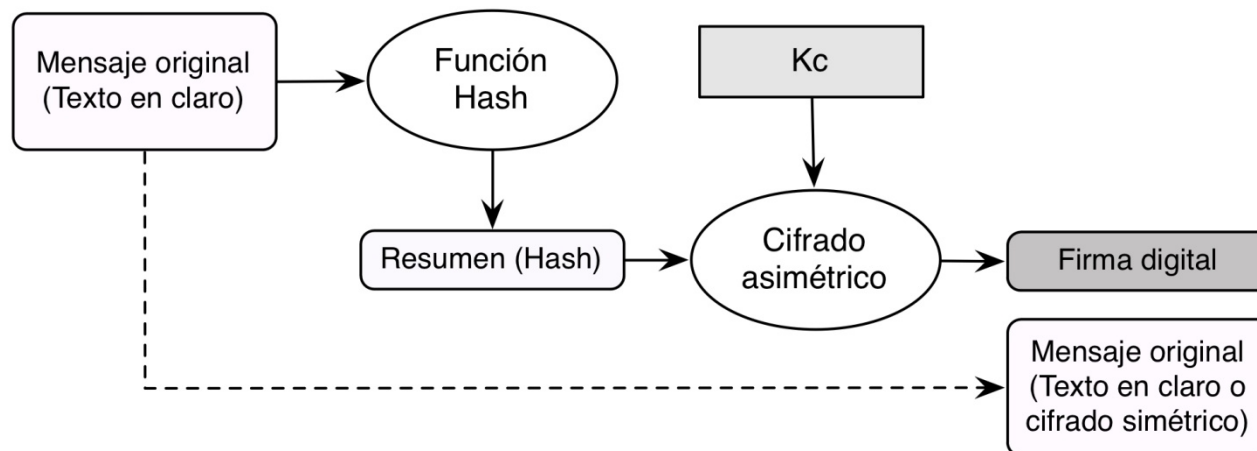 Mensaje original
(Texto en claro)
Función
Hash
Kc
Resumen (Hash)
Cifrado
asimétrico
Firma digital
Mensaje original
(Texto en claro o
cifrado simétrico)